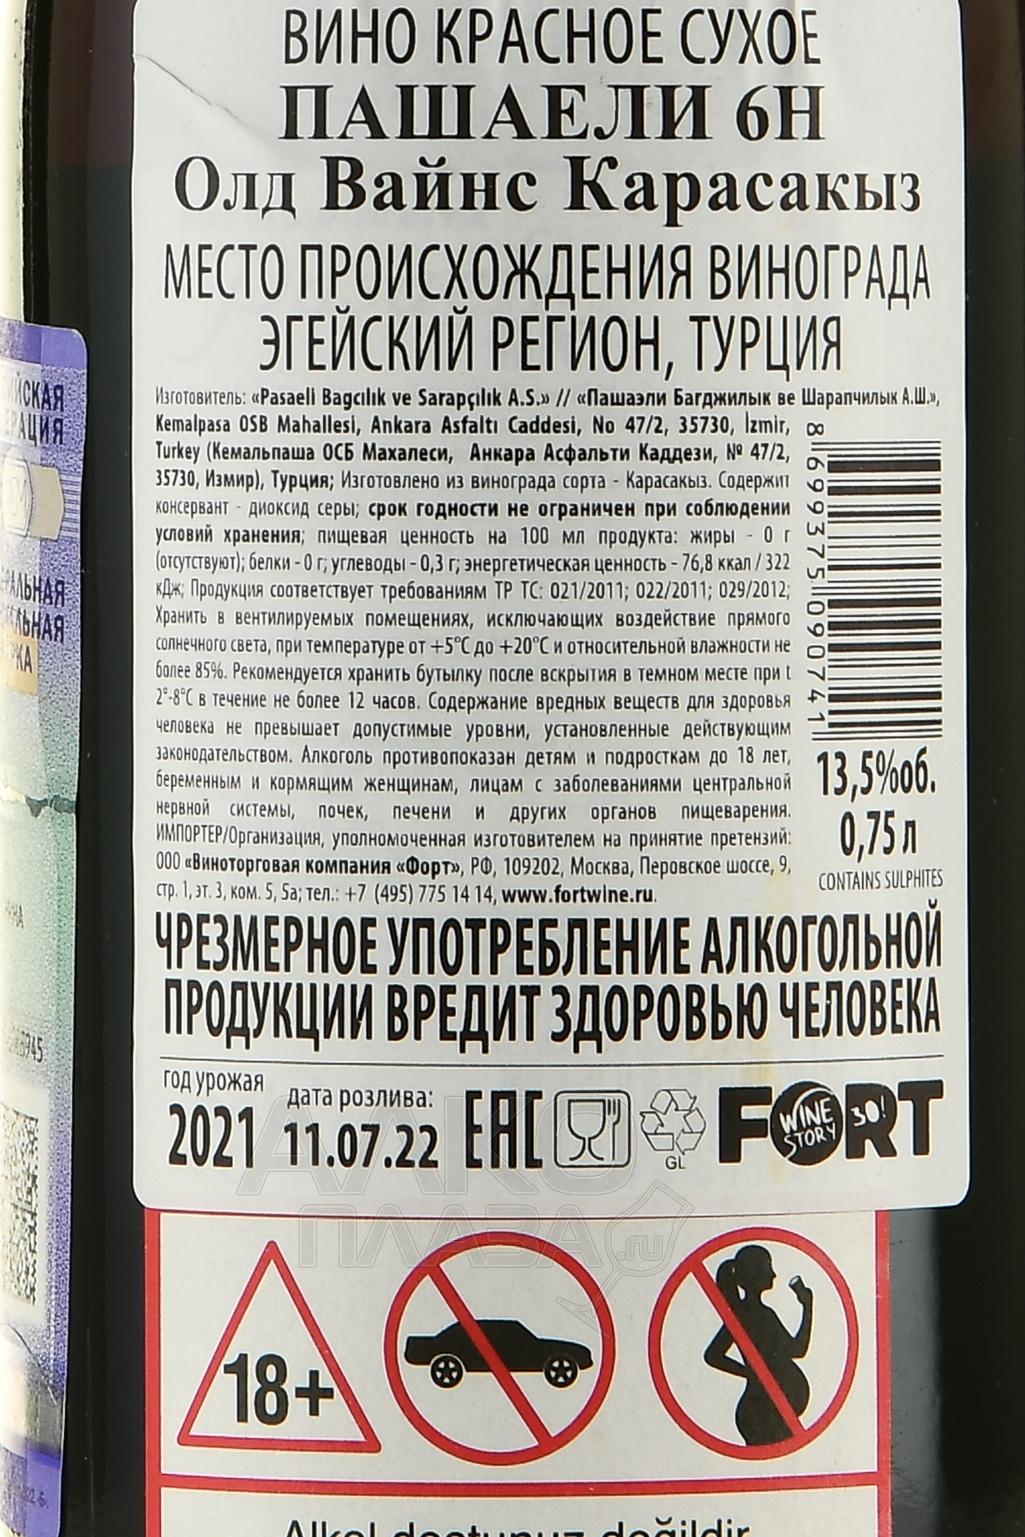 ВИНО КРАСНОЕ СУХОЕ
ПАШАЕЛИ 6Н
Олд Вайнс Карасакыз
МЕСТО ПРОИСХОЖДЕНИЯ ВИНОГРАДА
ЭГЕЙСКИЙ РЕГИОН, ТУРЦИЯ
Изготовитель: «Pasaeli Bagcılık ve Sarapçılık A.S.» // «Пашаэли Багджилык ве Шарапчилык А.Ш.»,
Kemalpasa OSB Mahallesi, Ankara Asfaltı Caddesi, No 47/2, 35730, İzmir,
Turkey (Кемальпаша ОСБ Махалеси, Анкара Асфальти Каддези, № 47/2,
35730, Измир), Турция; Изготовлено из винограда сорта - Карасакыз. Содержит
консервант - диоксид серы; срок годности не ограничен при соблюдении
условий хранения; пищевая ценность на 100 мл продукта: жиры - 0 г
(отсутствуют); белки - 0 г; углеводы - 0,3 г; энергетическая ценность - 76,8 ккал / 322
кДж; Продукция соответствует требованиям ТР ТС: 021/2011; 022/2011; 029/2012;
Хранить в вентилируемых помещениях, исключающих воздействие прямого
солнечного света, при температуре от +5°С до +20°С и относительной влажности не
более 85%. Рекомендуется хранить бутылку после вскрытия в темном месте при t
2°-8°С в течение не более 12 часов. Содержание вредных веществ для здоровья
человека не превышает допустимые уровни, установленные действующим
законодательством. Алкоголь противопоказан детям и подросткам до 18 лет,
беременным и кормящим женщинам, лицам с заболеваниями центральной
нервной системы, почек, печени и других органов пищеварения.
ИМПОРТЕР/Организация, уполномоченная изготовителем на принятие претензий:
ООО «Виноторговая компания «Форт», РФ, 109202, Москва, Перовское шоссе, 9,
стр. 1, эт. 3, ком. 5, 5а; тел.: +7 (495) 775 14 14, www.fortwine.ru.
8 699375 090741
13,5%об.
0,75 л
CONTAINS SULPHITES
ЧРЕЗМЕРНОЕ УПОТРЕБЛЕНИЕ АЛКОГОЛЬНОЙ
ПРОДУКЦИИ ВРЕДИТ ЗДОРОВЬЮ ЧЕЛОВЕКА
год урожая
2021
дата розлива:
11.07.22
EAC
GL
FORT
WINE STORY 30!
АЛКО
ПЛАЗА.ru
18+
Alkol dostunuz değildir